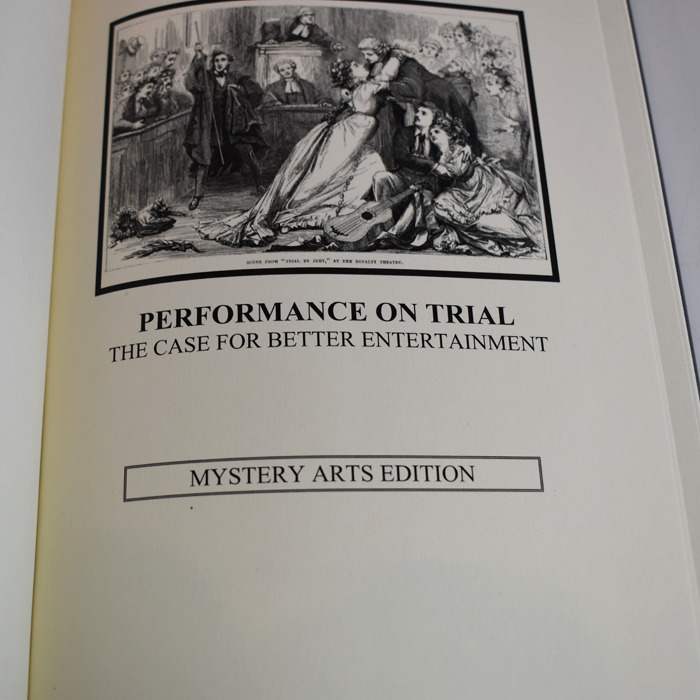 SCENE FROM "TRIAL BY JURY," AT THE ROYALTY THEATRE.
PERFORMANCE ON TRIAL
THE CASE FOR BETTER ENTERTAINMENT
MYSTERY ARTS EDITION